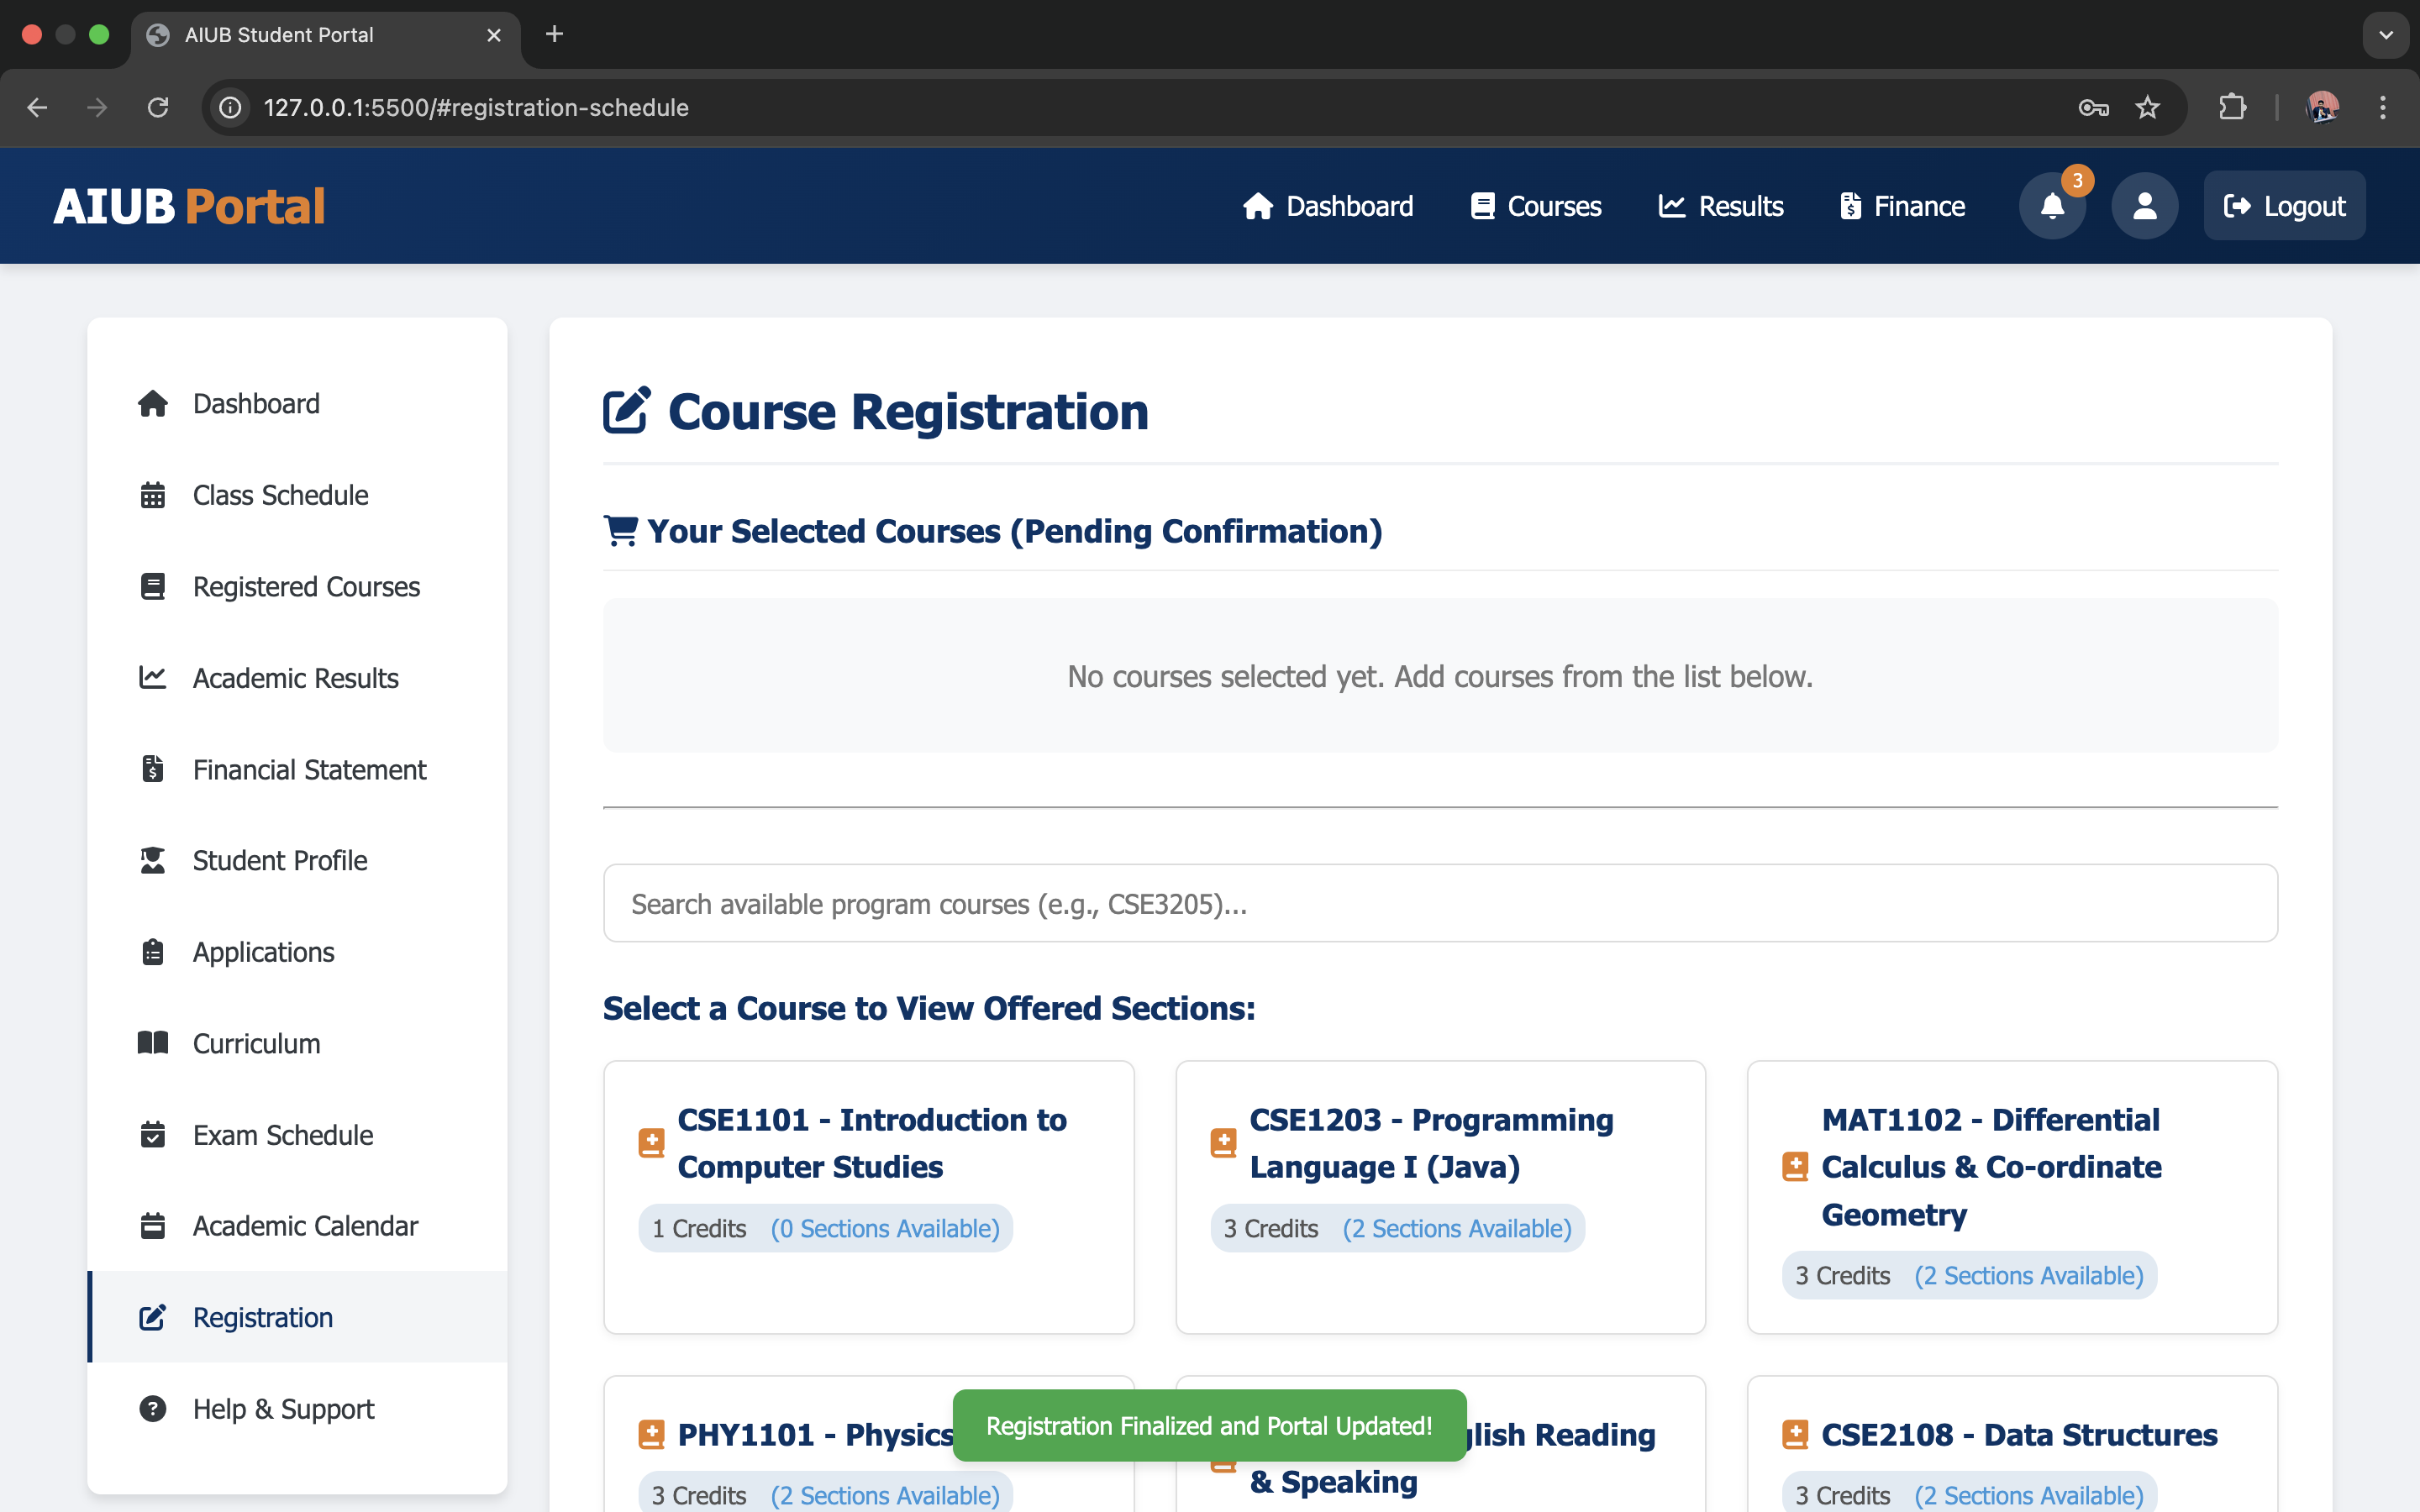 AIUB Student Portal
127.0.0.1:5500/#registration-schedule
AIUB Portal
Dashboard
Courses
Results
Finance
3
Logout
Dashboard
Class Schedule
Registered Courses
Academic Results
Financial Statement
Student Profile
Applications
Curriculum
Exam Schedule
Academic Calendar
Registration
Help & Support
Course Registration
Your Selected Courses (Pending Confirmation)
No courses selected yet. Add courses from the list below.
Search available program courses (e.g., CSE3205)...
Select a Course to View Offered Sections:
CSE1101 - Introduction to
Computer Studies
1 Credits (0 Sections Available)
CSE1203 - Programming
Language I (Java)
3 Credits (2 Sections Available)
MAT1102 - Differential
Calculus & Co-ordinate
Geometry
3 Credits (2 Sections Available)
PHY1101 - Physics
3 Credits (2 Sections Available)
Reading
& Speaking
CSE2108 - Data Structures
3 Credits (2 Sections Available)
Registration Finalized and Portal Updated!